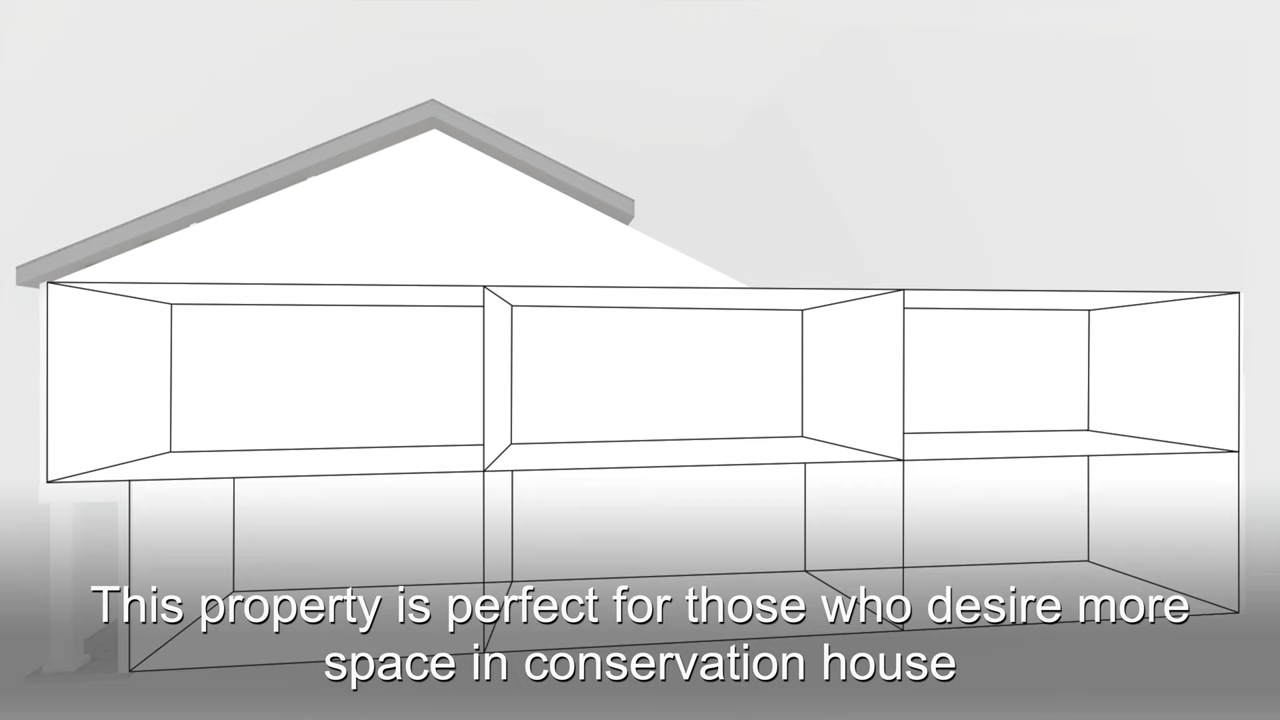 This property is perfect for those who desire more
space in conservation house